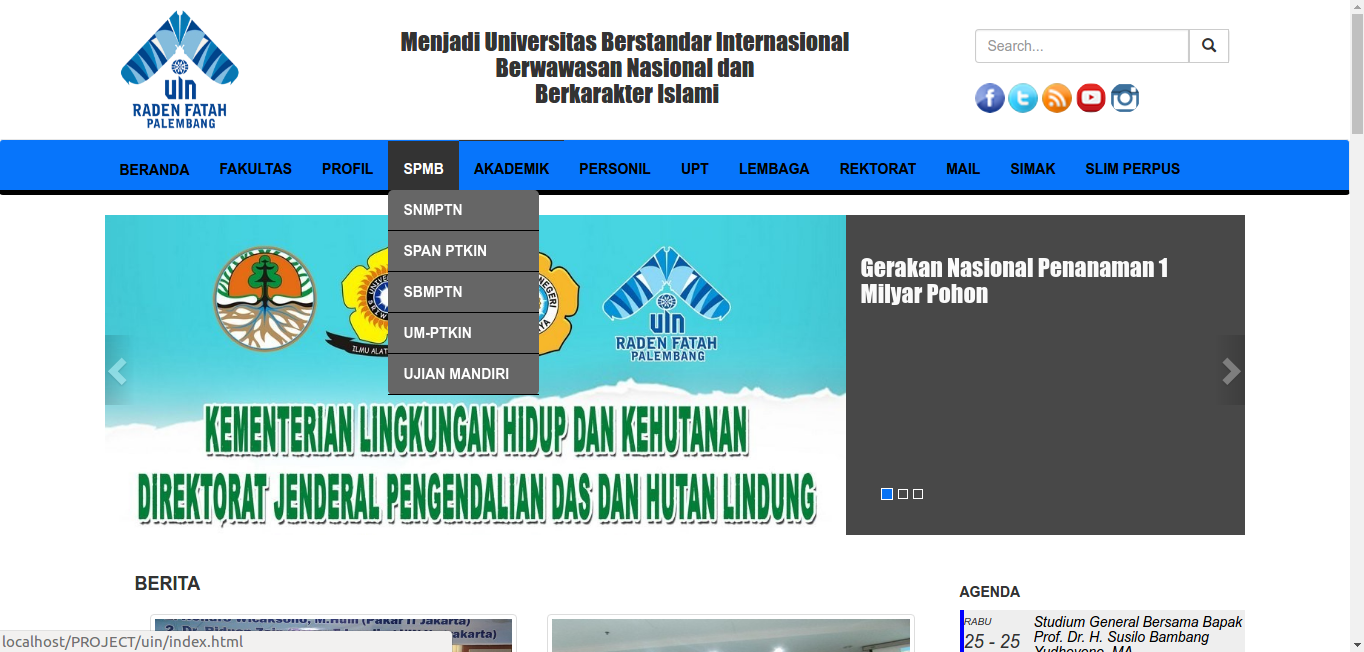 uin
RADEN FATAH
PALEMBANG
Menjadi Universitas Berstandar Internasional
Berwawasan Nasional dan
Berkarakter Islami
Search...
BERANDA FAKULTAS PROFIL SPMB AKADEMIK PERSONIL UPT LEMBAGA REKTORAT MAIL SIMAK SLIM PERPUS
SNMPTN
SPAN PTKIN
SBMPTN
UM-PTKIN
UJIAN MANDIRI
ILMU ALAT
NEGERI
uin
RADEN FATAH
PALEMBANG
KEMENTERIAN LINGKUNGAN HIDUP DAN KEHUTANAN
DIREKTORAT JENDERAL PENGENDALIAN DAS DAN HUTAN LINDUNG
Gerakan Nasional Penanaman 1
Milyar Pohon
BERITA
(Pakar IT Jakarta)
AGENDA
RABU
25 - 25
Studium General Bersama Bapak
Prof. Dr. H. Susilo Bambang
Yudhoyono, MA
localhost/PROJECT/uin/index.html